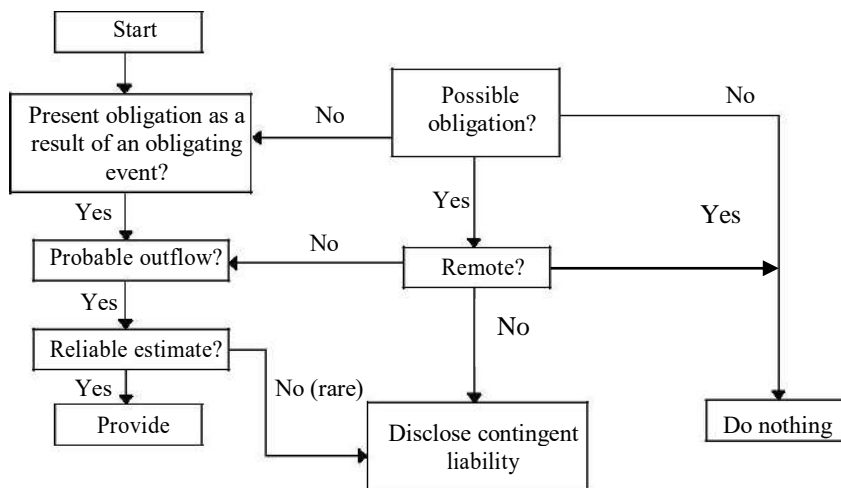 Start
Present obligation as a
result of an obligating
event?
No
Possible
obligation?
No
Yes
Yes
Yes
Probable outflow?
No
Remote?
Yes
No
Reliable estimate?
Yes
No (rare)
Provide
Disclose contingent
liability
Do nothing